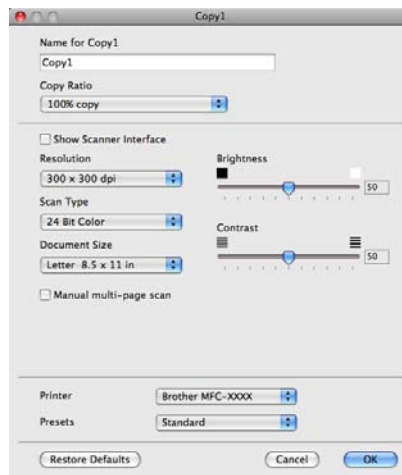 Copy1
Name for Copy1
Copy1
Copy Ratio
100% copy
Show Scanner Interface
Resolution
300 x 300 dpi
Scan Type
24 Bit Color
Document Size
Letter 8.5 x 11 in
Manual multi-page scan
Brightness
50
Contrast
50
Printer
Brother MFC-XXXX
Presets
Standard
Restore Defaults
Cancel
OK